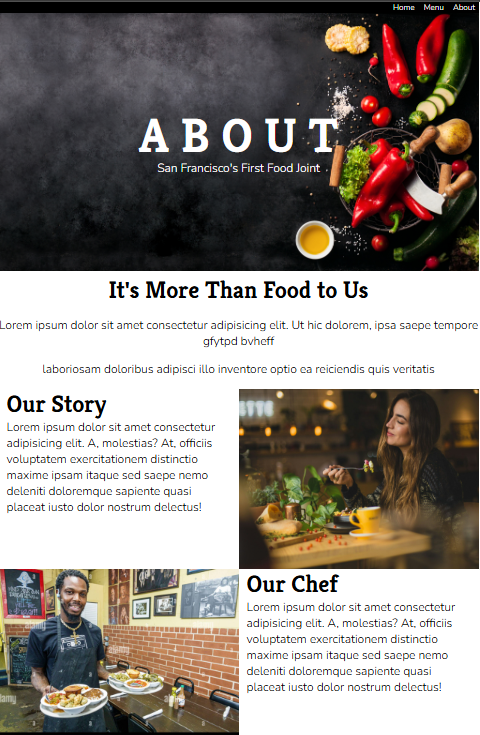 Home Menu About
ABOUT
San Francisco's First Food Joint
It's More Than Food to Us
Lorem ipsum dolor sit amet consectetur adipisicing elit. Ut hic dolorem, ipsa saepe tempore
gfytpd bvheff
laboriosam doloribus adipisci illo inventore optio ea reiciendis quis veritatis
Our Story
Lorem ipsum dolor sit amet consectetur
adipisicing elit. A, molestias? At, officiis
voluptatem exercitationem distinctio
maxime ipsam itaque sed saepe nemo
deleniti doloremque sapiente quasi
placeat iusto dolor nostrum delectus!
Our Chef
Lorem ipsum dolor sit amet consectetur
adipisicing elit. A, molestias? At, officiis
voluptatem exercitationem distinctio
maxime ipsam itaque sed saepe nemo
deleniti doloremque sapiente quasi
placeat iusto dolor nostrum delectus!
alamy